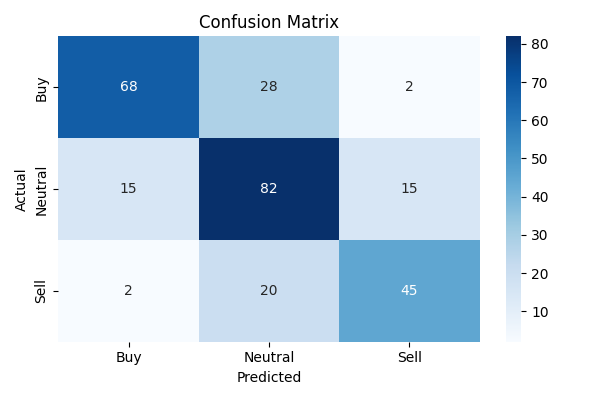 Confusion Matrix
Actual
Buy
68 28 2
Neutral
15 82 15
Sell
2 20 45
Buy Neutral Sell
Predicted
80
70
60
50
40
30
20
10